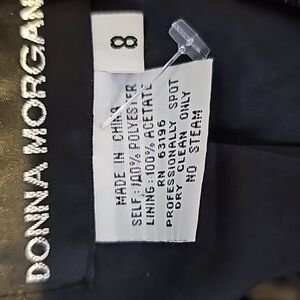 DONNA MORGAN
8
MADE IN CHINA
SELF: 100% POLYESTER
LINING: 100% ACETATE
RN 63196
PROFESSIONALLY SPOT
DRY CLEAN ONLY
NO STEAM